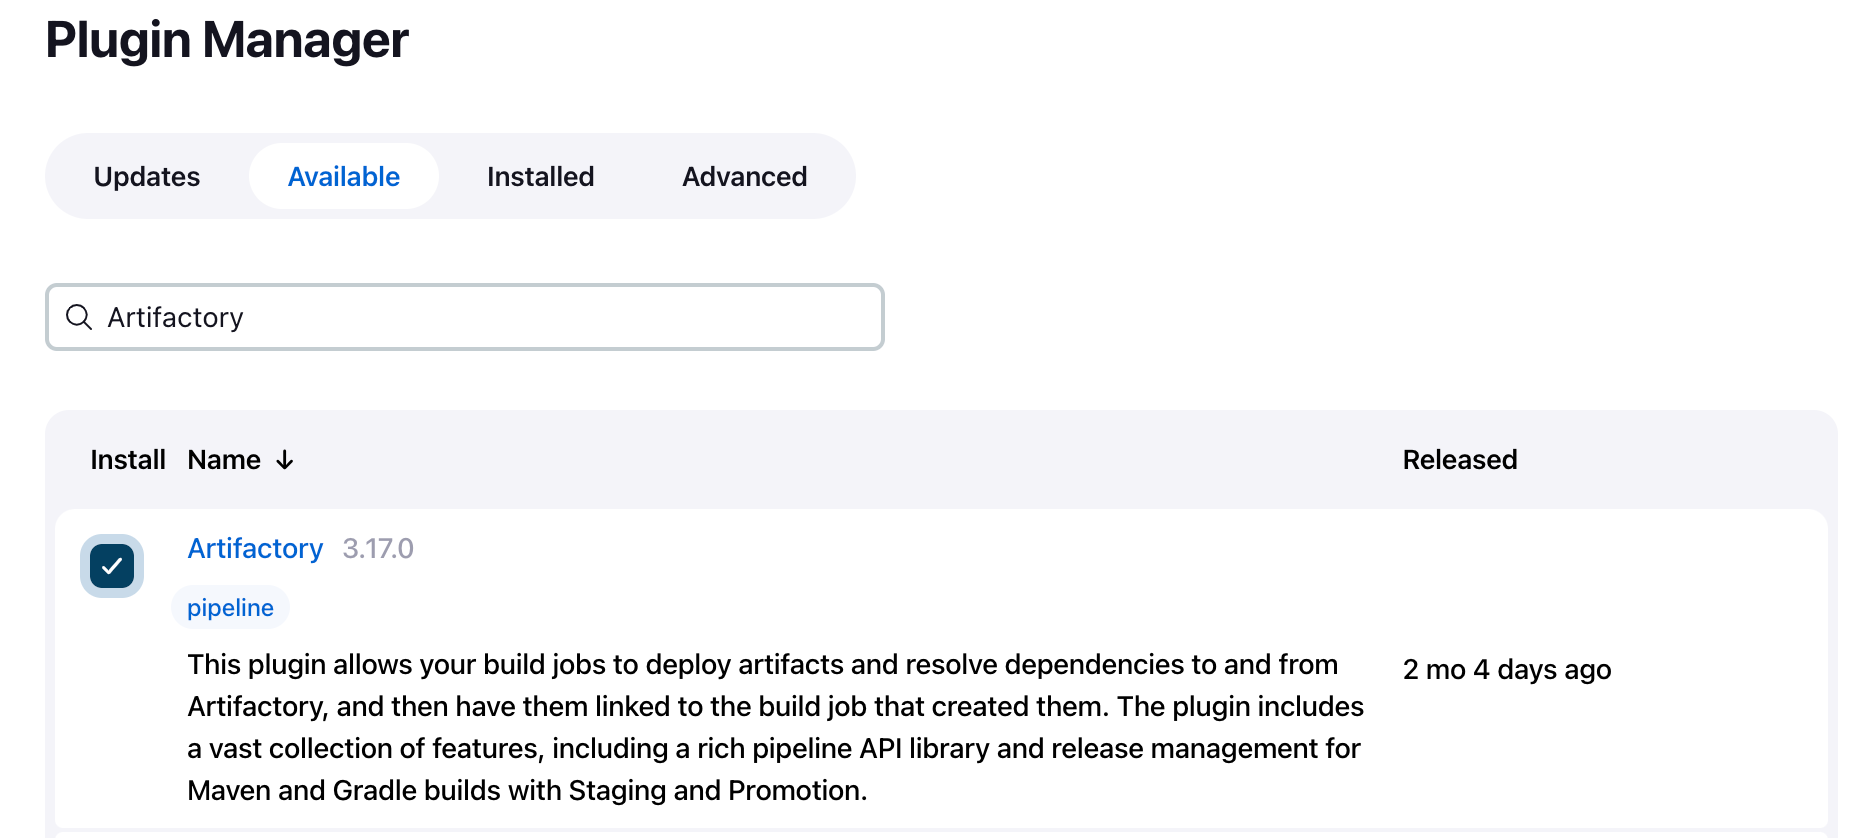 Plugin Manager
Updates Available Installed Advanced
Artifactory
Install Name ↓ Released
Artifactory 3.17.0
pipeline
This plugin allows your build jobs to deploy artifacts and resolve dependencies to and from
Artifactory, and then have them linked to the build job that created them. The plugin includes
a vast collection of features, including a rich pipeline API library and release management for
Maven and Gradle builds with Staging and Promotion.
2 mo 4 days ago